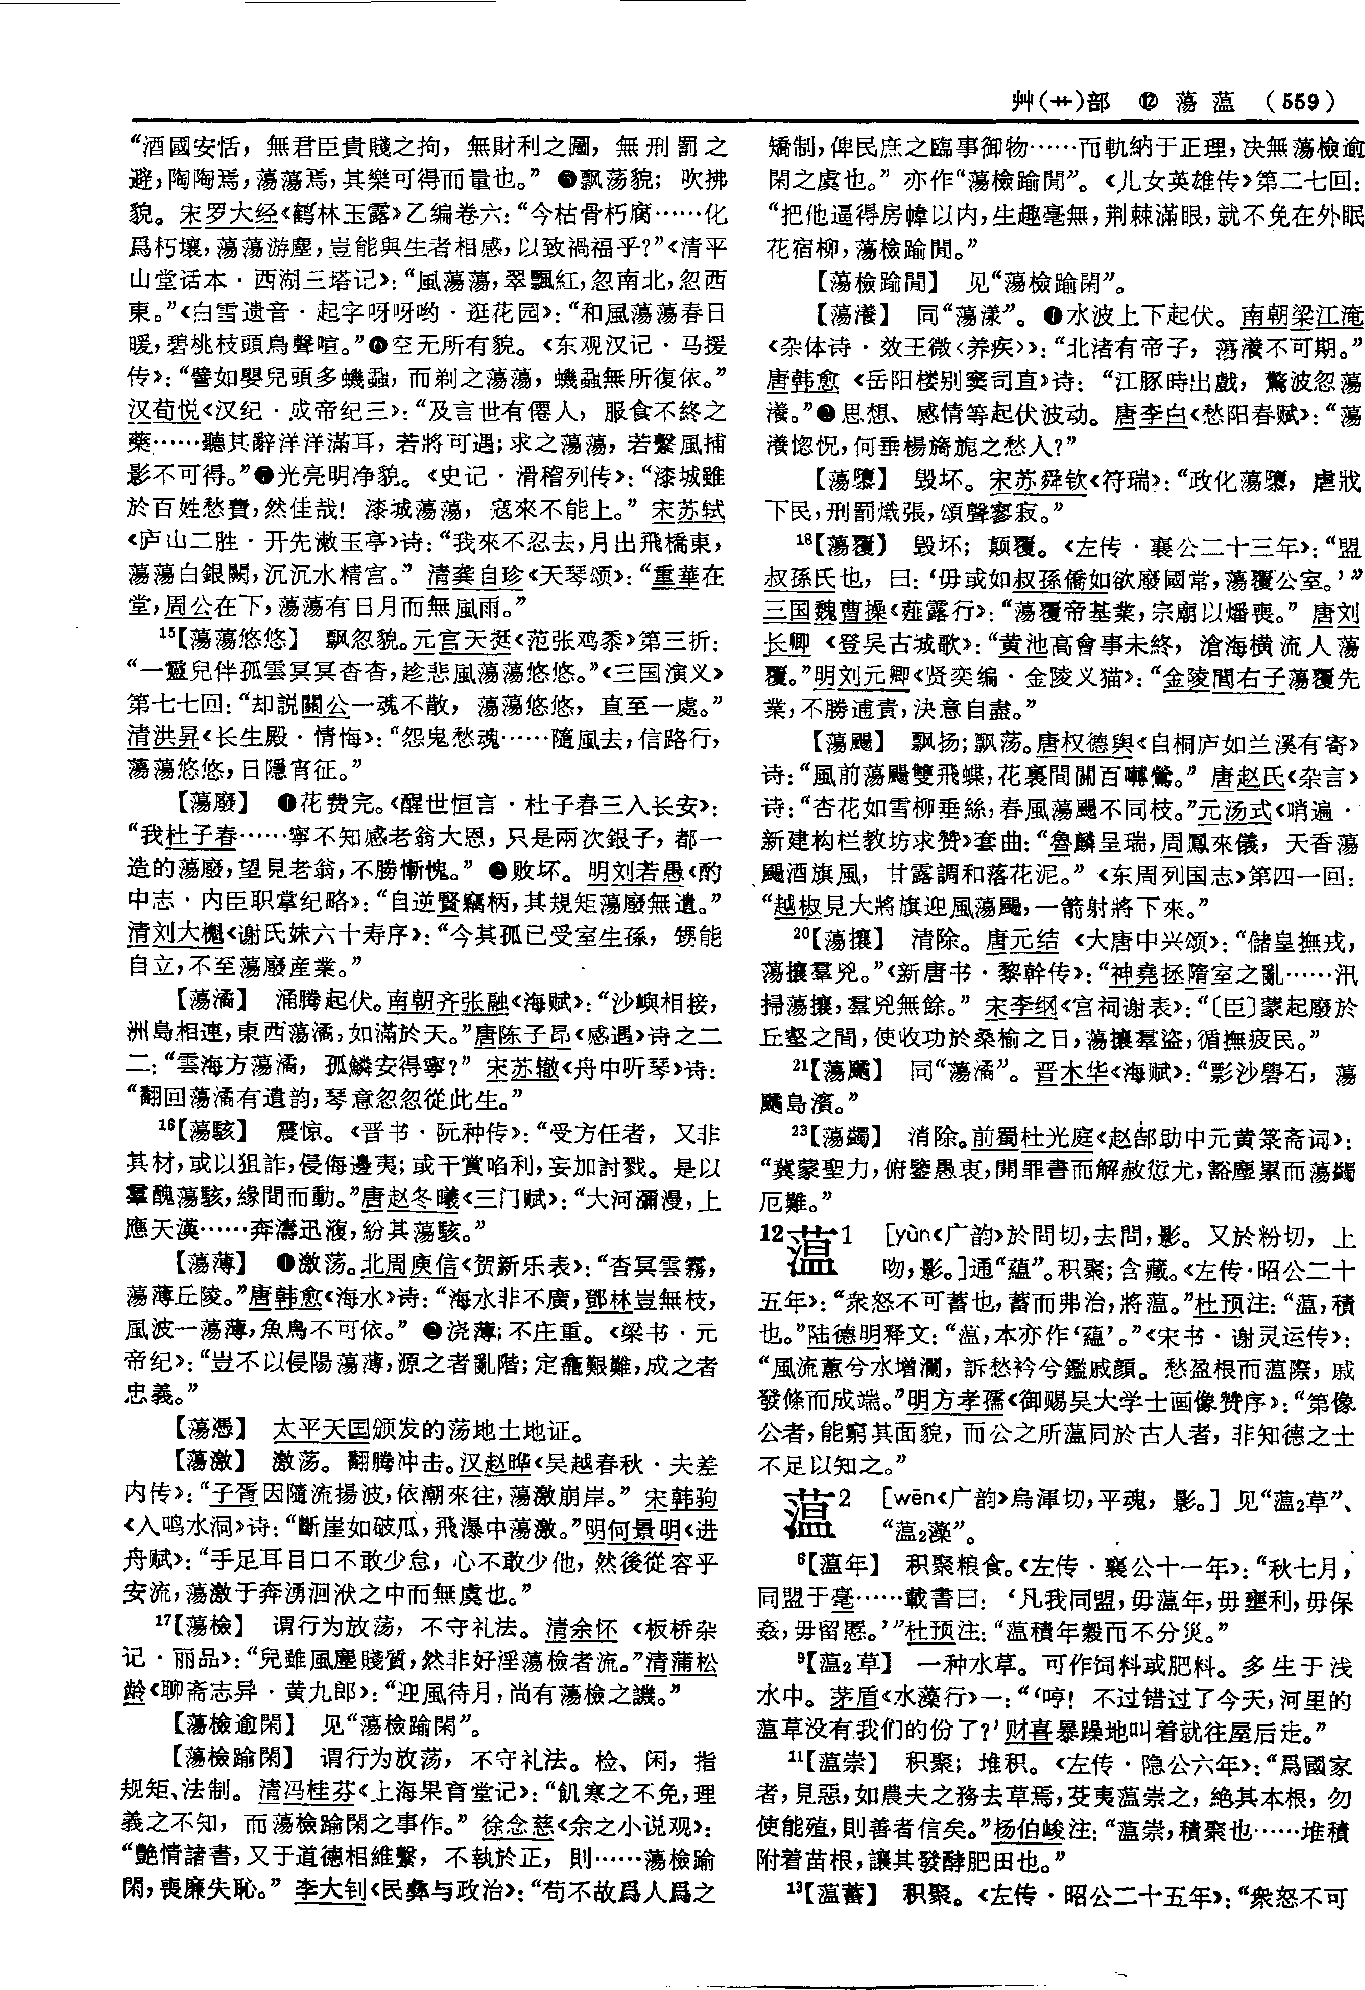 艸(艹)部 ⑫ 蕩 薀 (559)
“酒國安恬，無君臣貴賤之拘，無財利之圖，無刑罰之
避，陶陶焉，蕩蕩焉，其樂可得而量也。”❺飘荡貌；吹拂
貌。宋罗大经《鹤林玉露》乙编卷六：“今枯骨朽腐……化
爲朽壤，蕩蕩游塵，豈能與生者相感，以致禍福乎？”《清平
山堂话本·西湖三塔记》：“風蕩蕩，翠飄紅，忽南北，忽西
東。”《白雪遗音·起字呀呀哟·逛花园》：“和風蕩蕩春日
暖，碧桃枝頭鳥聲喧。”❻空无所有貌。《东观汉记·马援
传》：“譬如嬰兒頭多蟣蝨，而剃之蕩蕩，蟣蝨無所復依。”
汉荀悦《汉纪·成帝纪三》：“及言世有僊人，服食不終之
藥……聽其辭洋洋滿耳，若將可遇；求之蕩蕩，若繫風捕
影不可得。”❼光亮明净貌。《史记·滑稽列传》：“漆城雖
於百姓愁費，然佳哉！漆城蕩蕩，寇來不能上。”宋苏轼
《庐山二胜·开先漱玉亭》诗：“我來不忍去，月出飛橋東，
蕩蕩白銀闕，沉沉水精宫。”清龚自珍《天琴颂》：“重華在
堂，周公在下，蕩蕩有日月而無風雨。”
15【蕩蕩悠悠】 飘忽貌。元宫天挺《范张鸡黍》第三折：
“一靈兒伴孤雲冥冥杳杳，趁悲風蕩蕩悠悠。”《三国演义》
第七七回：“却説關公一魂不散，蕩蕩悠悠，直至一處。”
清洪昇《长生殿·情悔》：“怨鬼愁魂……隨風去，信路行，
蕩蕩悠悠，日隱宵征。”
【蕩廢】 ❶花费完。《醒世恒言·杜子春三入长安》：
“我杜子春……寧不知感老翁大恩，只是兩次銀子，都一
造的蕩廢，望見老翁，不勝慚愧。”❷败坏。明刘若愚《酌
中志·内臣职掌纪略》：“自逆賢竊柄，其規矩蕩廢無遺。”
清刘大櫆《谢氏妹六十寿序》：“今其孤已受室生孫，甥能
自立，不至蕩廢産業。”
【蕩潏】 涌腾起伏。南朝齐张融《海赋》：“沙嶼相接，
洲島相連，東西蕩潏，如滿於天。”唐陈子昂《感遇》诗之二
二：“雲海方蕩潏，孤鱗安得寧？”宋苏辙《舟中听琴》诗：
“翻回蕩潏有遺韵，琴意忽忽從此生。”
16【蕩駭】 震惊。《晋书·阮种传》：“受方任者，又非
其材，或以狙詐，侵侮邊夷；或干賞啗利，妄加討戮。是以
羣醜蕩駭，緣間而動。”唐赵冬曦《三门赋》：“大河瀰漫，上
應天漢……奔濤迅澓，紛其蕩駭。”
【蕩薄】 ❶激荡。北周庾信《贺新乐表》：“杳冥雲霧，
蕩薄丘陵。”唐韩愈《海水》诗：“海水非不廣，鄧林豈無枝，
風波一蕩薄，魚鳥不可依。”❷浇薄；不庄重。《梁书·元
帝纪》：“豈不以侵陽蕩薄，源之者亂階；定龕艱難，成之者
忠義。”
【蕩憑】 太平天国颁发的荡地土地证。
【蕩激】 激荡。翻腾冲击。汉赵晔《吴越春秋·夫差
内传》：“子胥因隨流揚波，依潮來往，蕩激崩岸。”宋韩驹
《入鸣水洞》诗：“斷崖如破瓜，飛瀑中蕩激。”明何景明《进
舟赋》：“手足耳目口不敢少怠，心不敢少他，然後從容乎
安流，蕩激于奔湧洄洑之中而無虞也。”
17【蕩檢】 谓行为放荡，不守礼法。清余怀《板桥杂
记·丽品》：“兒雖風塵賤質，然非好淫蕩檢者流。”清蒲松
龄《聊斋志异·黄九郎》：“迎風待月，尚有蕩檢之譏。”
【蕩檢逾閑】 见“蕩檢踰閑”。
【蕩檢踰閑】 谓行为放荡，不守礼法。检、闲，指
规矩、法制。清冯桂芬《上海果育堂记》：“飢寒之不免，理
義之不知，而蕩檢踰閑之事作。”徐念慈《余之小说观》：
“艷情諸書，又于道德相維繫，不執於正，則……蕩檢踰
閑，喪廉失恥。”李大钊《民彝与政治》：“苟不故爲人爲之
矯制，俾民庶之臨事御物……而軌納于正理，决無蕩檢逾
閑之虞也。”亦作“蕩檢踰閒”。《儿女英雄传》第二七回：
“把他逼得房幃以内，生趣毫無，荆棘滿眼，就不免在外眠
花宿柳，蕩檢踰閒。”
【蕩檢踰閒】 见“蕩檢踰閑”。
【蕩瀁】 同“蕩漾”。❶水波上下起伏。南朝梁江淹
《杂体诗·效王微〈养疾〉》：“北渚有帝子，蕩瀁不可期。”
唐韩愈《岳阳楼别窦司直》诗：“江豚時出戲，驚波忽蕩
瀁。”❷思想、感情等起伏波动。唐李白《愁阳春赋》：“蕩
瀁惚怳，何垂楊旖旎之愁人？”
【蕩隳】 毁坏。宋苏舜钦《符瑞》：“政化蕩隳，虐戕
下民，刑罰熾張，頌聲寥寂。”
18【蕩覆】 毁坏；颠覆。《左传·襄公二十三年》：“盟
叔孫氏也，曰：‘毋或如叔孫僑如欲廢國常，蕩覆公室。’”
三国魏曹操《薤露行》：“蕩覆帝基業，宗廟以燔喪。”唐刘
长卿《登吴古城歌》：“黄池高會事未終，滄海横流人蕩
覆。”明刘元卿《贤奕编·金陵义猫》：“金陵閭右子蕩覆先
業，不勝逋責，決意自盡。”
【蕩颺】 飘扬；飘荡。唐权德舆《自桐庐如兰溪有寄》
诗：“風前蕩颺雙飛蝶，花裏間關百囀鶯。”唐赵氏《杂言》
诗：“杏花如雪柳垂絲，春風蕩颺不同枝。”元汤式《哨遍·
新建构栏教坊求赞》套曲：“魯麟呈瑞，周鳳來儀，天香蕩
颺酒旗風，甘露調和落花泥。”《东周列国志》第四一回：
“越椒見大將旗迎風蕩颺，一箭射將下來。”
20【蕩攘】 清除。唐元结《大唐中兴颂》：“儲皇撫戎，
蕩攘羣兇。”《新唐书·黎幹传》：“神堯拯隋室之亂……汛
掃蕩攘，羣兇無餘。”宋李纲《宫祠谢表》：“〔臣〕蒙起廢於
丘壑之間，使收功於桑榆之日，蕩攘羣盜，循撫疲民。”
21【蕩飃】 同“蕩潏”。晋木华《海赋》：“影沙礐石，蕩
飃島濱。”
23【蕩蠲】 消除。前蜀杜光庭《赵郜助中元黄箓斋词》：
“冀蒙聖力，俯鑒愚衷，開罪書而解赦愆尤，豁塵累而蕩蠲
厄難。”
12薀1 ［yùn《广韵》於問切，去問，影。又於粉切，上
吻，影。］通“藴”。积聚；含藏。《左传·昭公二十
五年》：“衆怒不可蓄也，蓄而弗治，將薀。”杜预注：“薀，積
也。”陆德明释文：“薀，本亦作‘藴’。”《宋书·谢灵运传》：
“風流蕙兮水增瀾，訴愁衿兮鑑戚顔。愁盈根而薀際，戚
發條而成端。”明方孝孺《御赐吴大学士画像赞序》：“第像
公者，能窮其面貌，而公之所薀同於古人者，非知德之士
不足以知之。”
薀2 ［wēn《广韵》烏渾切，平魂，影。］见“薀2草”、
“薀2藻”。
6【薀年】 积聚粮食。《左传·襄公十一年》：“秋七月，
同盟于亳……載書曰：‘凡我同盟，毋薀年，毋壅利，毋保
姦，毋留慝。’”杜预注：“薀積年穀而不分災。”
9【薀2草】 一种水草。可作饲料或肥料。多生于浅
水中。茅盾《水藻行》一：“‘哼！不过错过了今天，河里的
薀草没有我们的份了？’财喜暴躁地叫着就往屋后走。”
11【薀崇】 积聚；堆积。《左传·隐公六年》：“爲國家
者，見惡，如農夫之務去草焉，芟夷薀崇之，絶其本根，勿
使能殖，則善者信矣。”杨伯峻注：“薀崇，積聚也……堆積
附着苗根，讓其發酵肥田也。”
13【薀蓄】 积聚。《左传·昭公二十五年》：“衆怒不可